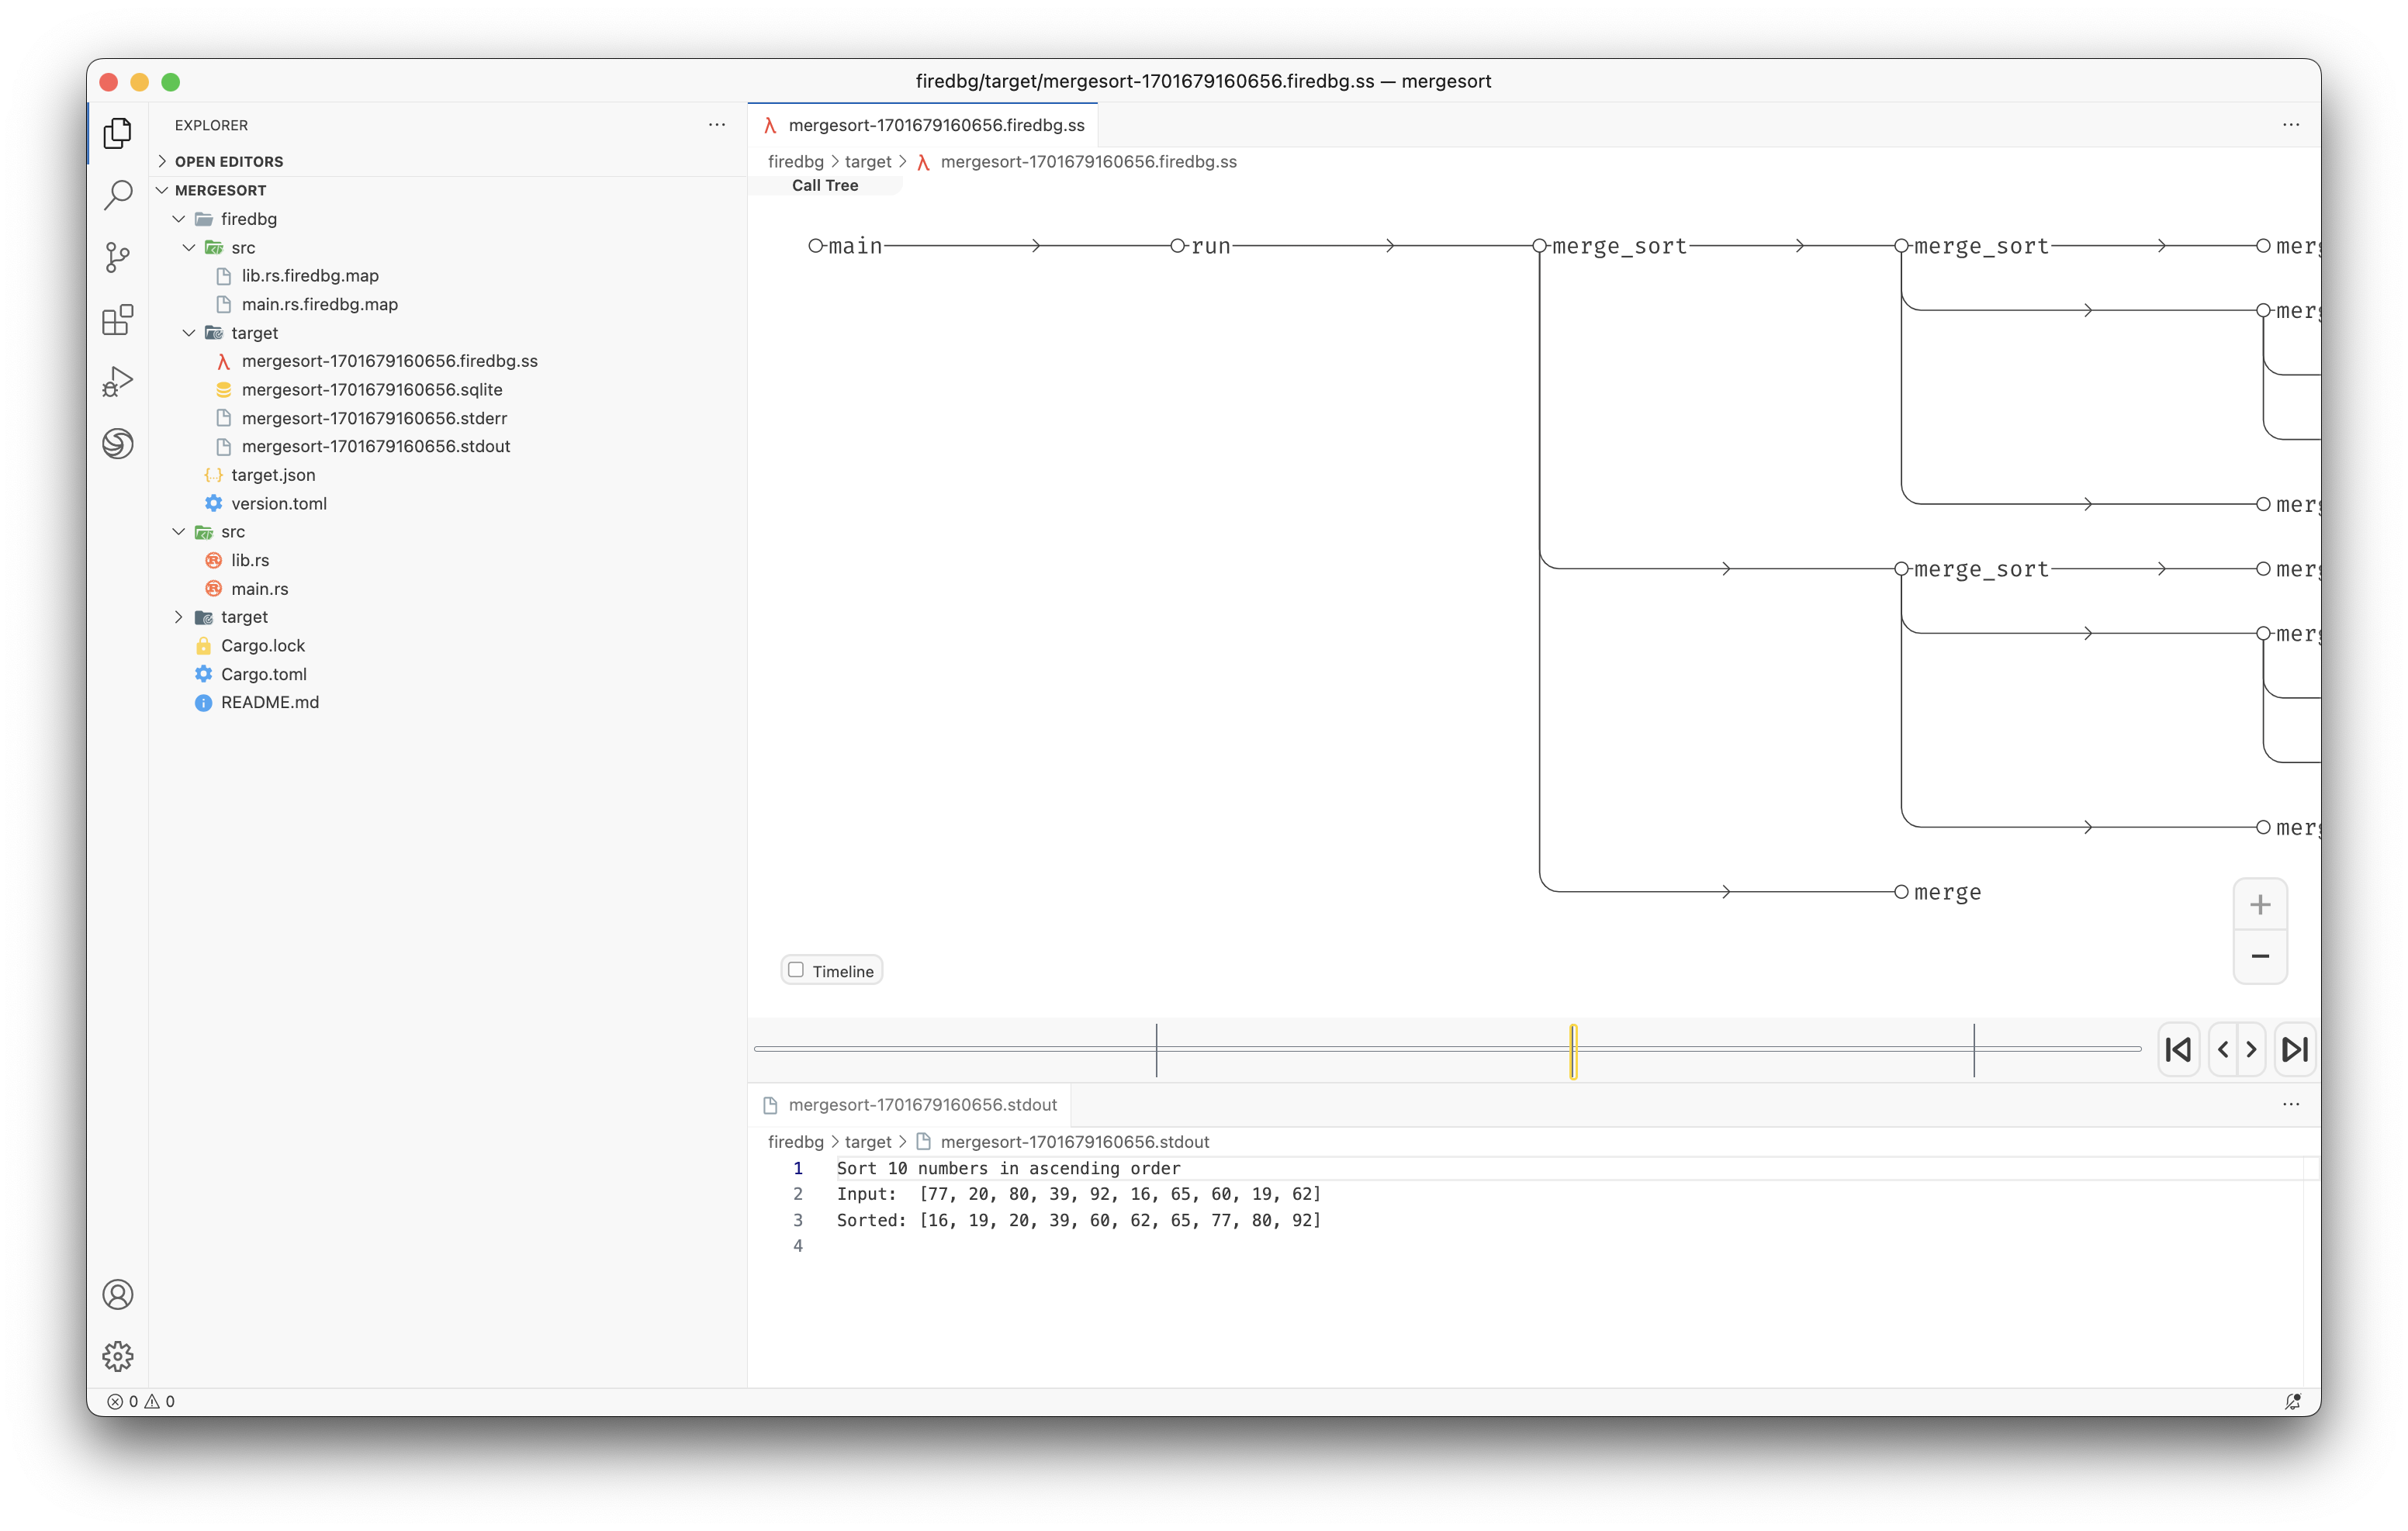 firedbg/target/mergesort-1701679160656.firedbg.ss — mergesort
EXPLORER
OPEN EDITORS
MERGESORT
firedbg
src
lib.rs.firedbg.map
main.rs.firedbg.map
target
mergesort-1701679160656.firedbg.ss
mergesort-1701679160656.sqlite
mergesort-1701679160656.stderr
mergesort-1701679160656.stdout
target.json
version.toml
src
lib.rs
main.rs
target
Cargo.lock
Cargo.toml
README.md
mergesort-1701679160656.firedbg.ss
firedbg > target > mergesort-1701679160656.firedbg.ss
Call Tree
main run merge_sort merge_sort
merge_sort
merge
Timeline
mergesort-1701679160656.stdout
firedbg > target > mergesort-1701679160656.stdout
1 Sort 10 numbers in ascending order
2 Input: [77, 20, 80, 39, 92, 16, 65, 60, 19, 62]
3 Sorted: [16, 19, 20, 39, 60, 62, 65, 77, 80, 92]
4
0 0